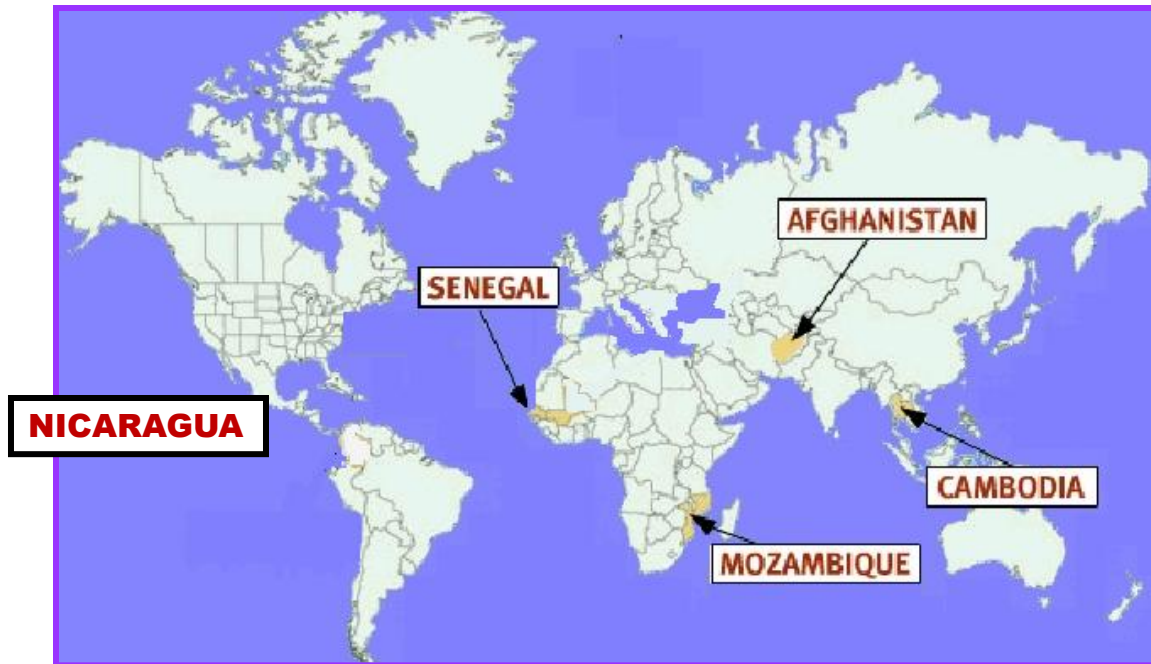 AFGHANISTAN
SENEGAL
NICARAGUA
CAMBODIA
MOZAMBIQUE